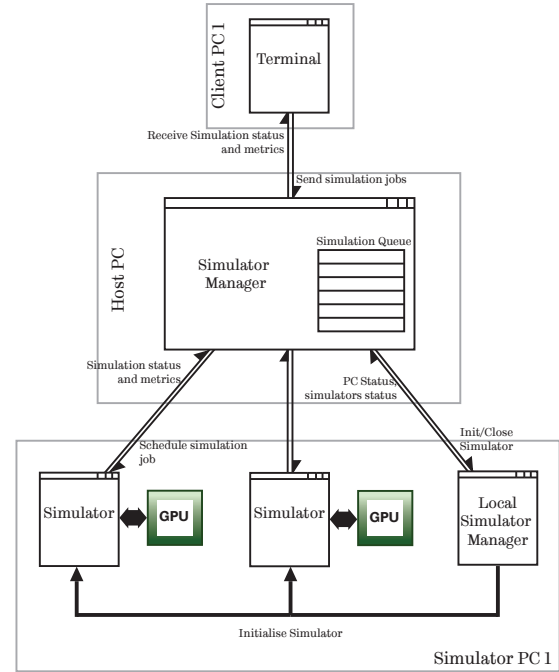 Client PC 1
Terminal
Receive Simulation status
and metrics
Send simulation jobs
Host PC
Simulation Queue
Simulator
Manager
Simulation status
and metrics
PC Status,
simulators status
Schedule simulation
job
Init/Close
Simulator
Simulator
GPU
Simulator
GPU
Local
Simulator
Manager
Initialise Simulator
Simulator PC 1